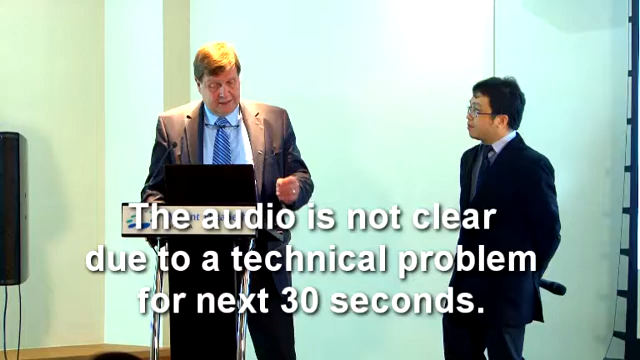 The audio is not clear
due to a technical problem
for next 30 seconds.